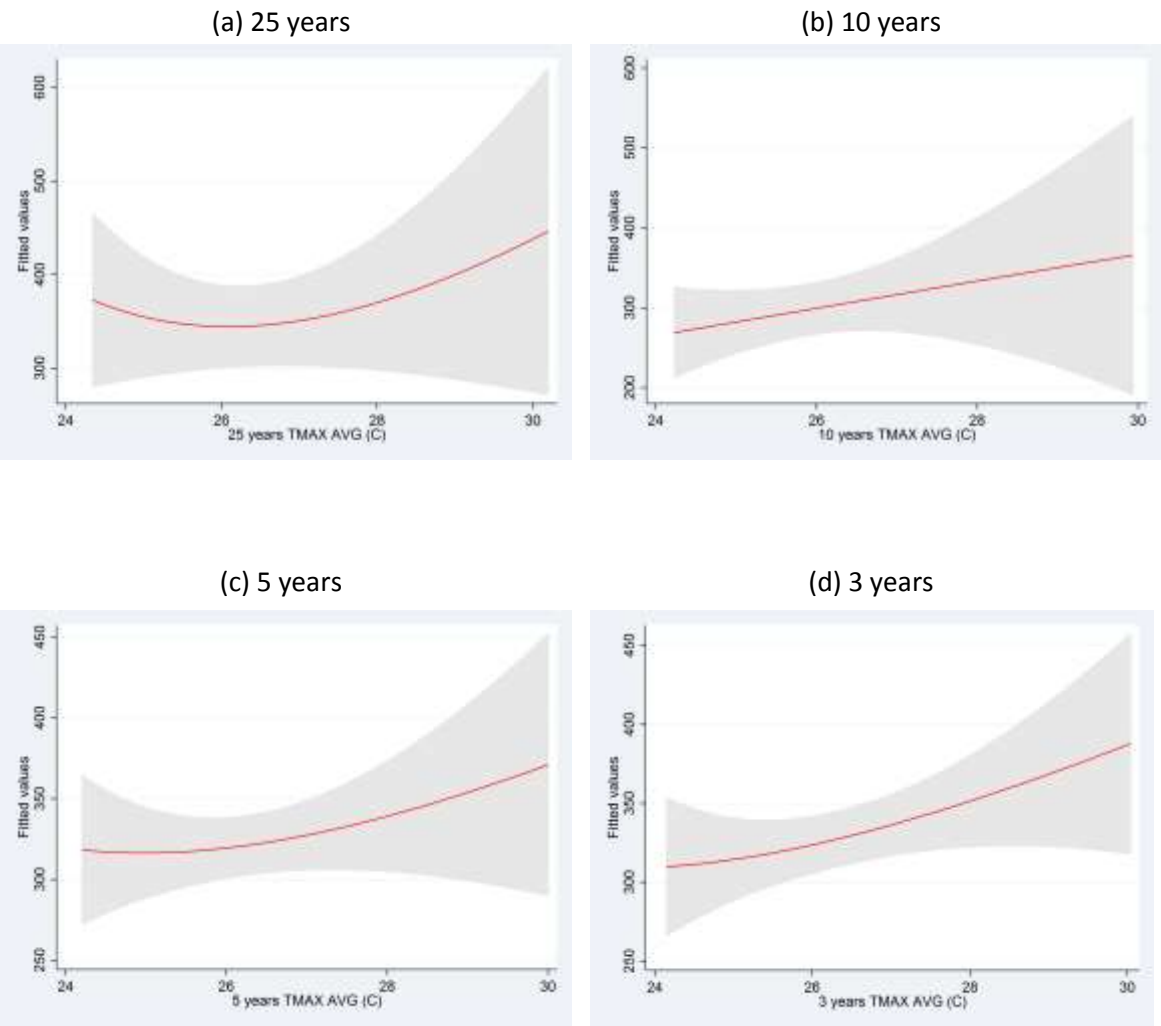 (a) 25 years
600
500
400
300
Fitted values
24 26 28 30
25 years TMAX AVG (C)
(b) 10 years
600
500
400
300
200
Fitted values
24 26 28 30
10 years TMAX AVG (C)
(c) 5 years
450
400
350
300
250
Fitted values
24 26 28 30
5 years TMAX AVG (C)
(d) 3 years
450
400
350
300
250
Fitted values
24 26 28 30
3 years TMAX AVG (C)